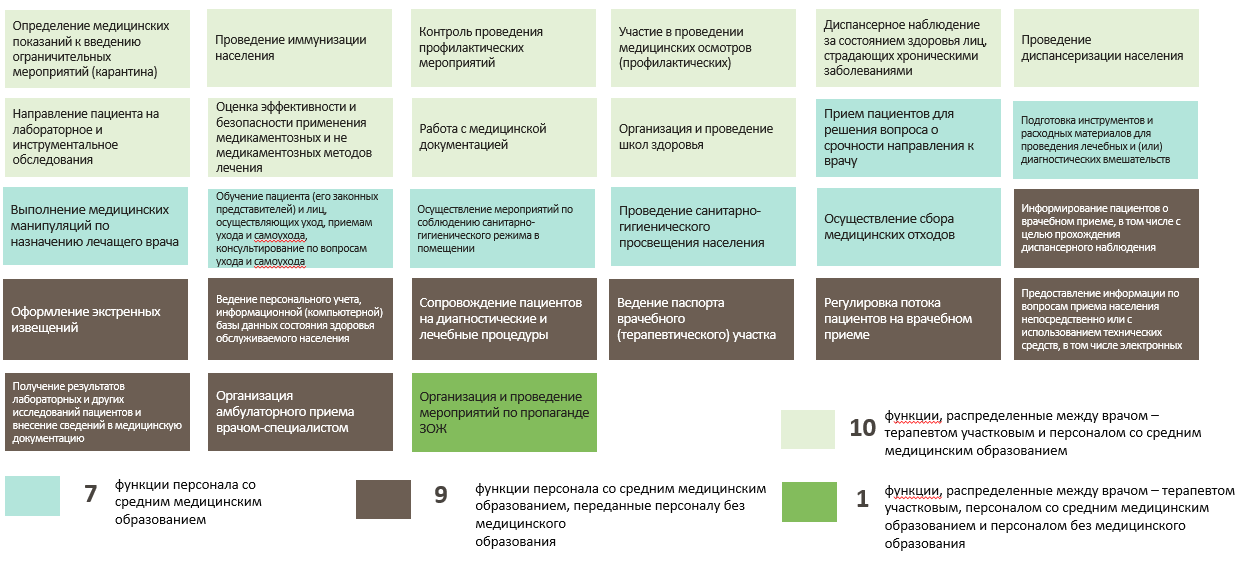 Определение медицинских
показаний к введению
ограничительных
мероприятий (карантина)
Проведение иммунизации
населения
Контроль проведения
профилактических
мероприятий
Участие в проведении
медицинских осмотров
(профилактических)
Диспансерное наблюдение
за состоянием здоровья лиц,
страдающих хроническими
заболеваниями
Проведение
диспансеризации населения
Направление пациента на
лабораторное и
инструментальное
обследования
Оценка эффективности и
безопасности применения
медикаментозных и не
медикаментозных методов
лечения
Работа с медицинской
документацией
Организация и проведение
школ здоровья
Прием пациентов для
решения вопроса о
срочности направления к
врачу
Подготовка инструментов и
расходных материалов для
проведения лечебных и (или)
диагностических вмешательств
Выполнение медицинских
манипуляций по
назначению лечащего врача
Обучение пациента (его законных
представителей) и лиц,
осуществляющих уход, приемам
ухода и самоухода,
консультирование по вопросам
ухода и самоухода
Осуществление мероприятий по
соблюдению санитарно-
гигиенического режима в
помещении
Проведение санитарно-
гигиенического
просвещения населения
Осуществление сбора
медицинских отходов
Информирование пациентов о
врачебном приеме, в том числе с
целью прохождения
диспансерного наблюдения
Оформление экстренных
извещений
Ведение персонального учета,
информационной (компьютерной)
базы данных состояния здоровья
обслуживаемого населения
Сопровождение пациентов
на диагностические и
лечебные процедуры
Ведение паспорта
врачебного
(терапевтического) участка
Регулировка потока
пациентов на врачебном
приеме
Предоставление информации по
вопросам приема населения
непосредственно или с
использованием технических
средств, в том числе электронных
Получение результатов
лабораторных и других
исследований пациентов и
внесение сведений в медицинскую
документацию
Организация
амбулаторного приема
врачом-специалистом
Организация и проведение
мероприятий по пропаганде
ЗОЖ
10
функции, распределенные между врачом –
терапевтом участковым и персоналом со средним
медицинским образованием
7
функции персонала со
средним медицинским
образованием
9
функции персонала со средним медицинским
образованием, переданные персоналу без
медицинского
образования
1
функции, распределенные между врачом – терапевтом
участковым, персоналом со средним медицинским
образованием и персоналом без медицинского
образования